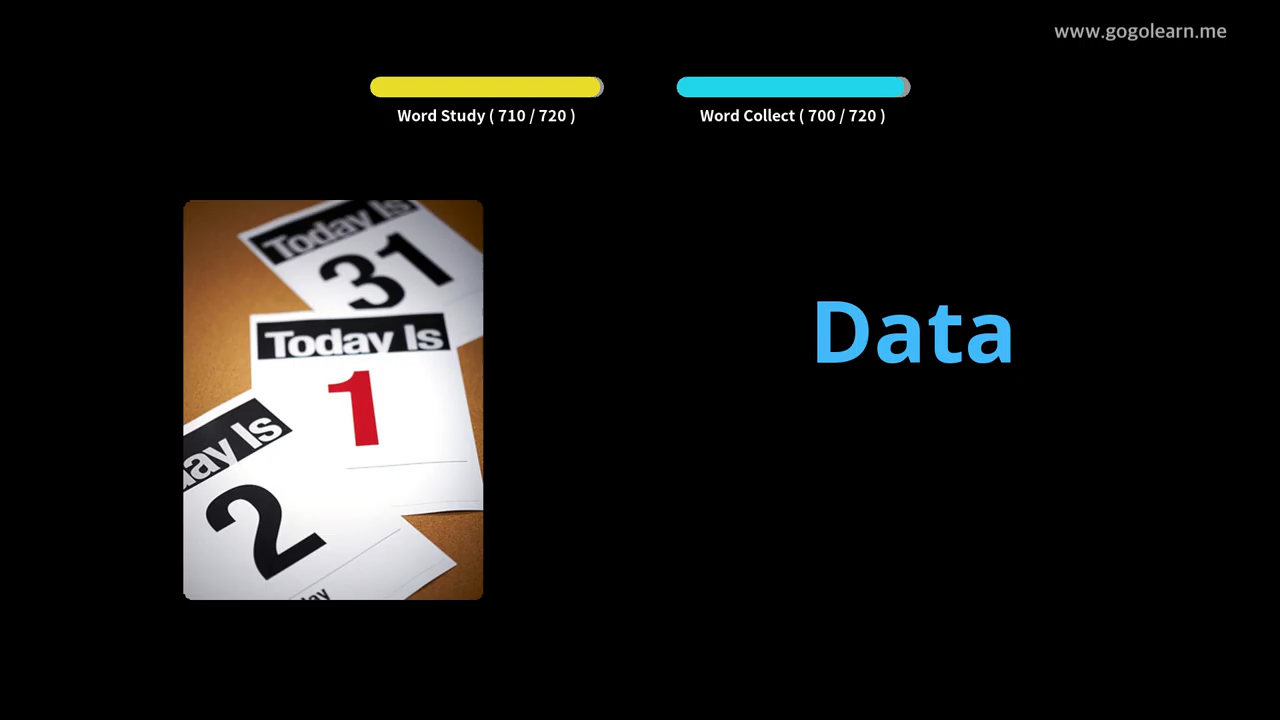 www.gogolearn.me
Word Study ( 710 / 720 )
Word Collect ( 700 / 720 )
Today Is
31
Today Is
1
day Is
2
Data